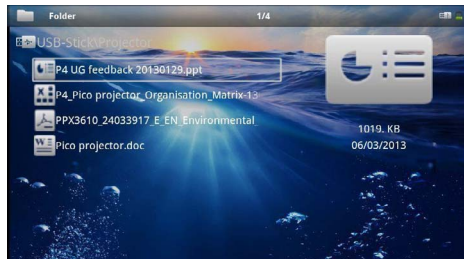 Folder
1/4
USB-Stick\Projector
P4 UG feedback 20130129.ppt
P4_Pico projector_Organisation_Matrix-13
PPX3610_24033917_E_EN_Environmental
Pico projector.doc
1019. KB
06/03/2013